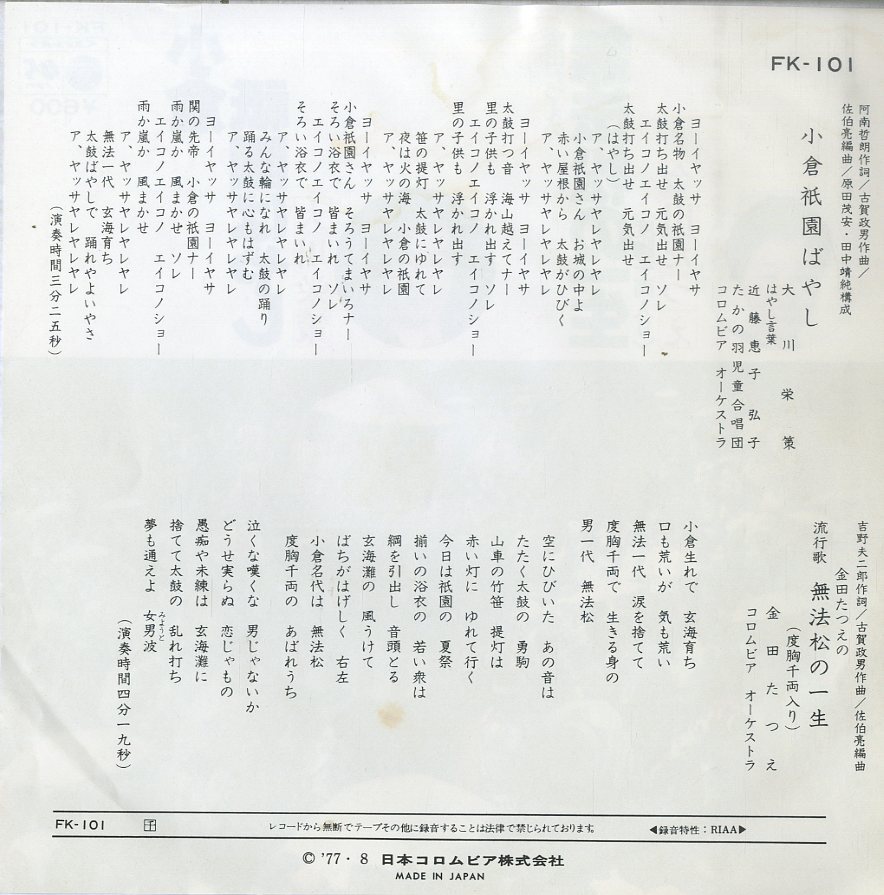 FK-101
阿南哲朗作詞/古賀政男作曲/
佐伯亮編曲/原田茂安・田中靖純構成
小倉祇園ばやし
大川栄策
はやし言葉
近藤恵子 弘子
たかの羽児童合唱団
コロムビア オーケストラ
ヨーイヤッサ ヨーイヤサ
小倉名物 太鼓の祇園ナー
太鼓打ち出せ 元気出せ ソレ
エイコノエイコノ エイコノショー
太鼓打ち出せ 元気出せ
(はやし)
ア、ヤッサヤレヤレヤレ
小倉祇園さん お城の中よ
赤い屋根から 太鼓がひびく
ア、ヤッサヤレヤレヤレ
ヨーイヤッサ ヨーイヤサ
太鼓打つ音 海山越えてナー
里の子供も 浮かれ出す ソレ
エイコノエイコノ エイコノショー
里の子供も 浮かれ出す
ア、ヤッサヤレヤレヤレ
笹の提灯 太鼓にゆれて
夜は火の海 小倉の祇園
ア、ヤッサヤレヤレヤレ
ヨーイヤッサ ヨーイヤサ
小倉祇園さん そろうてまいろナー
そろい浴衣で 皆まいれ ソレ
エイコノエイコノ エイコノショー
そろい浴衣で 皆まいれ
ア、ヤッサヤレヤレヤレ
みんな輪になれ 太鼓の踊り
踊る太鼓に心もはずむ
ア、ヤッサヤレヤレヤレ
ヨーイヤッサ ヨーイヤサ
関の先帝 小倉の祇園ナー
雨か嵐か 風まかせ ソレ
エイコノエイコノ エイコノショー
雨か嵐か 風まかせ
ア、ヤッサヤレヤレヤレ
無法一代 玄海育ち
太鼓ばやしで 踊れやよいやさ
ア、ヤッサヤレヤレヤレ
(演奏時間三分二五秒)
吉野夫二郎作詞/古賀政男作曲/佐伯亮編曲
金田たつえの
流行歌 無法松の一生
(度胸千両入り)
金田たつえ
コロムビア オーケストラ
小倉生れで 玄海育ち
口も荒いが 気も荒い
無法一代 涙を捨てて
度胸千両で 生きる身の
男一代 無法松
空にひびいた あの音は
たたく太鼓の 勇駒
山車の竹笹 提灯は
赤い灯に ゆれて行く
今日は祇園の 夏祭
揃いの浴衣の 若い衆は
綱を引出し 音頭とる
玄海灘の 風うけて
ばちがはげしく 右左
小倉名代は 無法松
度胸千両の あばれうち
泣くな嘆くな 男じゃないか
どうせ実らぬ 恋じゃもの
愚痴や未練は 玄海灘に
捨てて太鼓の 乱れ打ち
夢も通えよ 女男波
みょうと
(演奏時間四分一九秒)
FK-101
レコードから無断でテープその他に録音することは法律で禁じられております。
◀録音特性:RIAA▶
© '77・8 日本コロムビア株式会社
MADE IN JAPAN